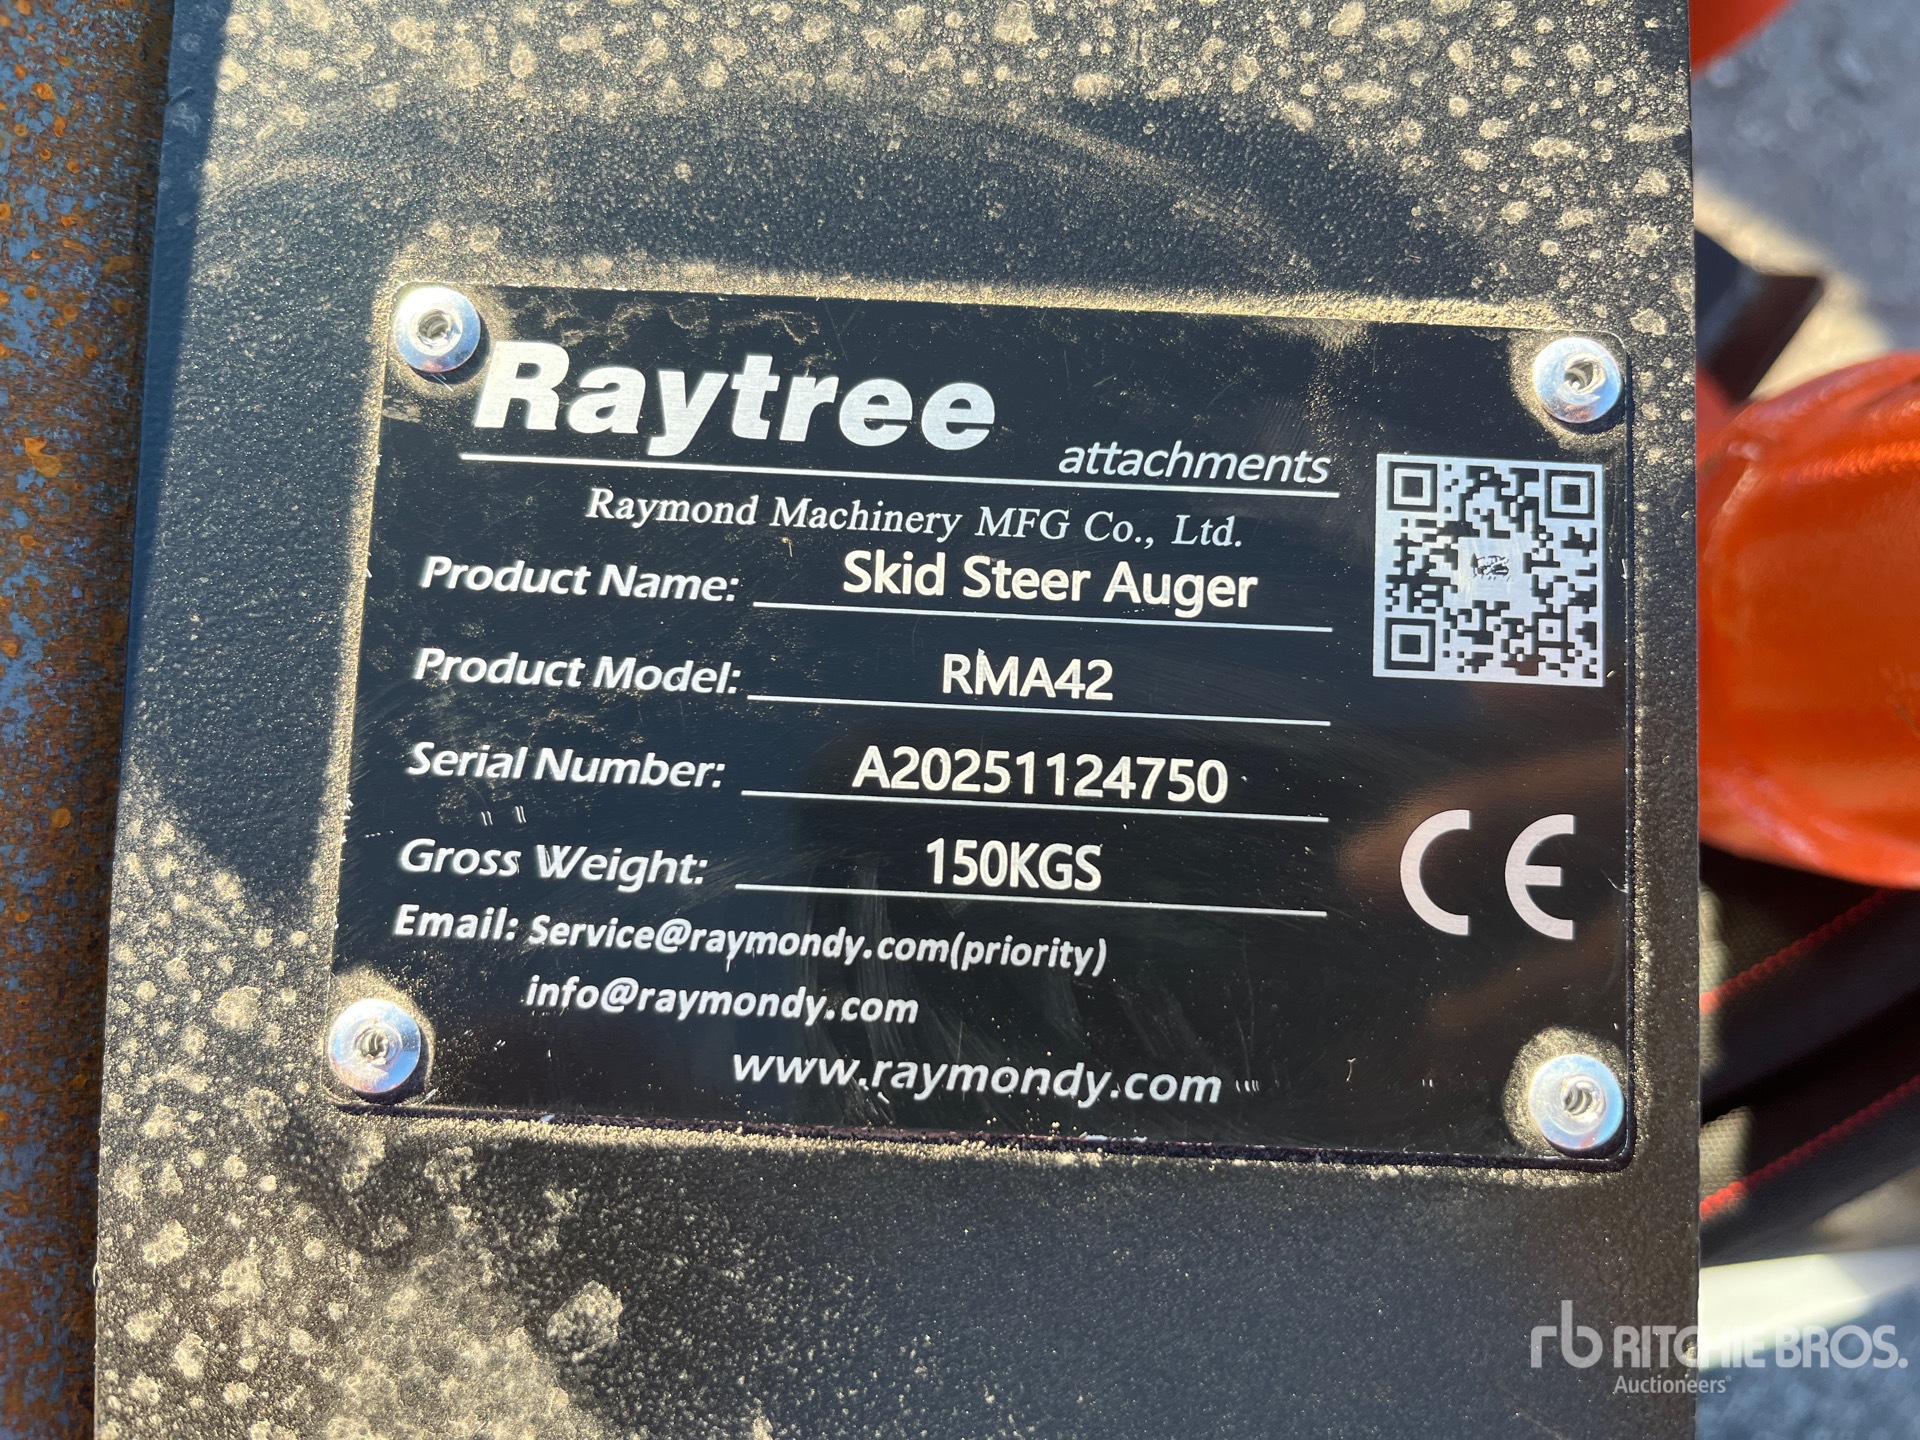 Raytree
attachments
Raymond Machinery MFG Co., Ltd.
Product Name: Skid Steer Auger
Product Model: RMA42
Serial Number: A20251124750
Gross Weight: 150KGS
Email: Service@raymondy.com(priority)
info@raymondy.com
www.raymondy.com
CE
rb RITCHIE BROS.
Auctioneers